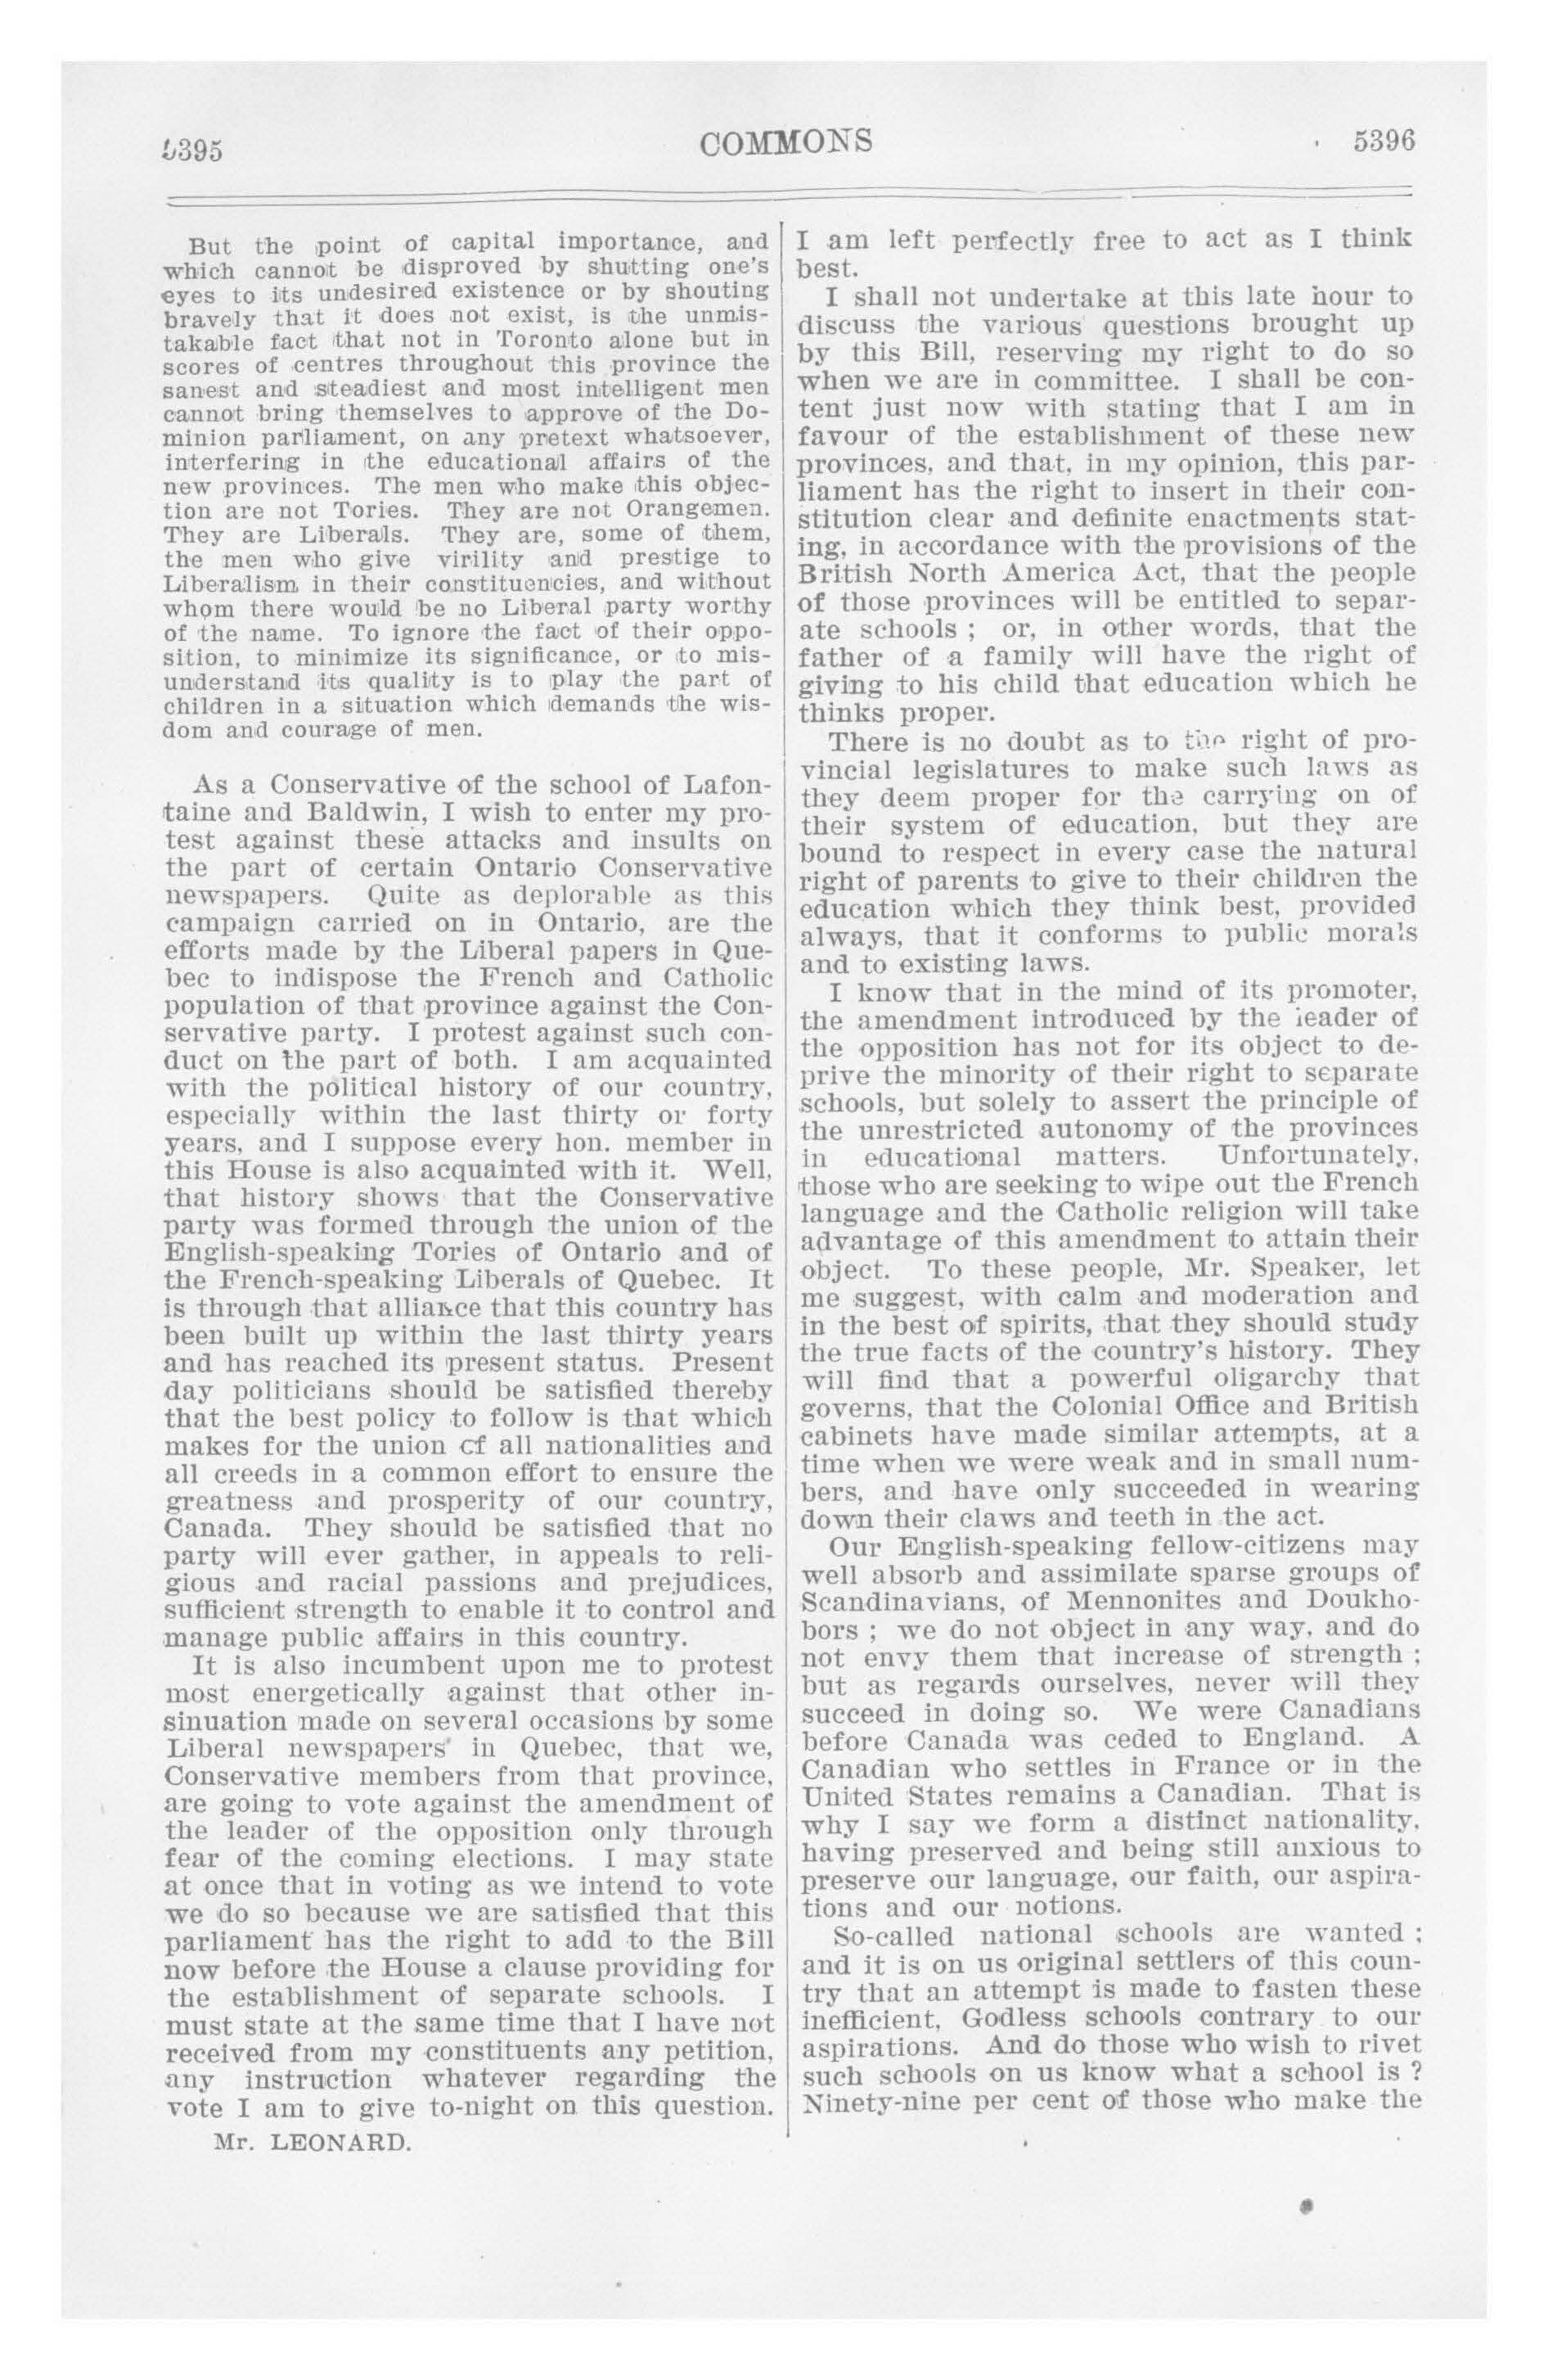 5395
COMMONS
5396
But the point of capital importance, and
which cannot be disproved by shutting one's
eyes to its undesired existence or by shouting
bravely that it does not exist, is the unmis-
takable fact that not in Toronto alone but in
scores of centres throughout this province the
sanest and steadiest and most intelligent men
cannot bring themselves to approve of the Do-
minion parliament, on any pretext whatsoever,
interfering in the educational affairs of the
new provinces. The men who make this objec-
tion are not Tories. They are not Orangemen.
They are Liberals. They are, some of them,
the men who give virility and prestige to
Liberalism in their constituencies, and without
whom there would be no Liberal party worthy
of the name. To ignore the fact of their oppo-
sition, to minimize its significance, or to mis-
understand its quality is to play the part of
children in a situation which demands the wis-
dom and courage of men.
As a Conservative of the school of Lafon-
taine and Baldwin, I wish to enter my pro-
test against these attacks and insults on
the part of certain Ontario Conservative
newspapers. Quite as deplorable as this
campaign carried on in Ontario, are the
efforts made by the Liberal papers in Que-
bec to indispose the French and Catholic
population of that province against the Con-
servative party. I protest against such con-
duct on the part of both. I am acquainted
with the political history of our country,
especially within the last thirty or forty
years, and I suppose every hon. member in
this House is also acquainted with it. Well,
that history shows that the Conservative
party was formed through the union of the
English-speaking Tories of Ontario and of
the French-speaking Liberals of Quebec. It
is through that alliance that this country has
been built up within the last thirty years
and has reached its present status. Present
day politicians should be satisfied thereby
that the best policy to follow is that which
makes for the union of all nationalities and
all creeds in a common effort to ensure the
greatness and prosperity of our country,
Canada. They should be satisfied that no
party will ever gather, in appeals to reli-
gious and racial passions and prejudices,
sufficient strength to enable it to control and
manage public affairs in this country.
It is also incumbent upon me to protest
most energetically against that other in-
sinuation made on several occasions by some
Liberal newspapers in Quebec, that we,
Conservative members from that province,
are going to vote against the amendment of
the leader of the opposition only through
fear of the coming elections. I may state
at once that in voting as we intend to vote
we do so because we are satisfied that this
parliament has the right to add to the Bill
now before the House a clause providing for
the establishment of separate schools. I
must state at the same time that I have not
received from my constituents any petition,
any instruction whatever regarding the
vote I am to give to-night on this question.
Mr. LEONARD.
I am left perfectly free to act as I think
best.
I shall not undertake at this late hour to
discuss the various questions brought up
by this Bill, reserving my right to do so
when we are in committee. I shall be con-
tent just now with stating that I am in
favour of the establishment of these new
provinces, and that, in my opinion, this par-
liament has the right to insert in their con-
stitution clear and definite enactments stat-
ing, in accordance with the provisions of the
British North America Act, that the people
of those provinces will be entitled to separ-
ate schools ; or, in other words, that the
father of a family will have the right of
giving to his child that education which he
thinks proper.
There is no doubt as to the right of pro-
vincial legislatures to make such laws as
they deem proper for the carrying on of
their system of education, but they are
bound to respect in every case the natural
right of parents to give to their children the
education which they think best, provided
always, that it conforms to public morals
and to existing laws.
I know that in the mind of its promoter,
the amendment introduced by the leader of
the opposition has not for its object to de-
prive the minority of their right to separate
schools, but solely to assert the principle of
the unrestricted autonomy of the provinces
in educational matters. Unfortunately,
those who are seeking to wipe out the French
language and the Catholic religion will take
advantage of this amendment to attain their
object. To these people, Mr. Speaker, let
me suggest, with calm and moderation and
in the best of spirits, that they should study
the true facts of the country's history. They
will find that a powerful oligarchy that
governs, that the Colonial Office and British
cabinets have made similar attempts, at a
time when we were weak and in small num-
bers, and have only succeeded in wearing
down their claws and teeth in the act.
Our English-speaking fellow-citizens may
well absorb and assimilate sparse groups of
Scandinavians, of Mennonites and Doukho-
bors ; we do not object in any way, and do
not envy them that increase of strength ;
but as regards ourselves, never will they
succeed in doing so. We were Canadians
before Canada was ceded to England. A
Canadian who settles in France or in the
United States remains a Canadian. That is
why I say we form a distinct nationality,
having preserved and being still anxious to
preserve our language, our faith, our aspira-
tions and our notions.
So-called national schools are wanted ;
and it is on us original settlers of this coun-
try that an attempt is made to fasten these
inefficient, Godless schools contrary to our
aspirations. And do those who wish to rivet
such schools on us know what a school is ?
Ninety-nine per cent of those who make the